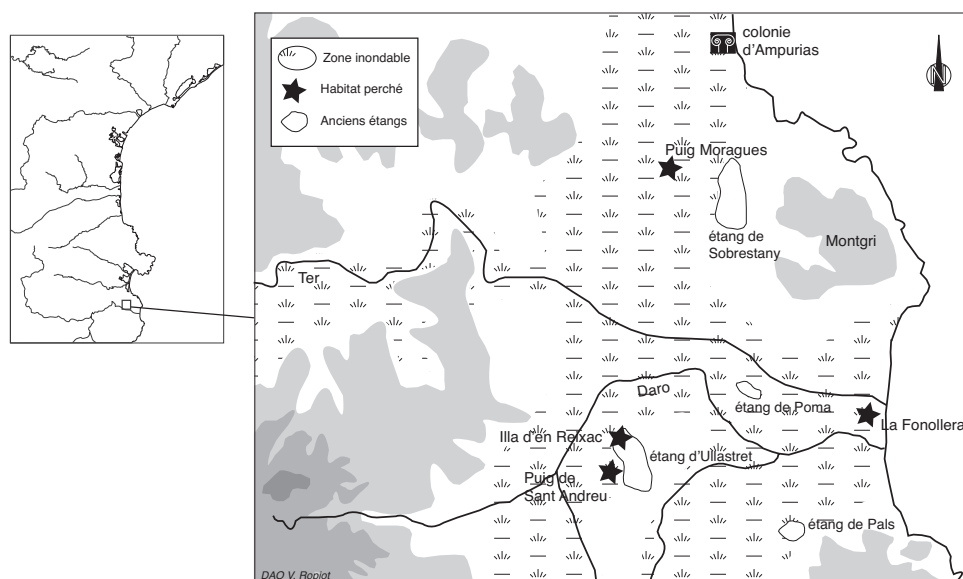 colonie
d'Ampurias
N
Zone inondable
Habitat perché
Anciens étangs
Puig Moragues
étang de
Sobrestany
Montgri
Ter
Daro
étang de Poma
La Fonollera
Illa d'en Reixac
étang d'Ullastret
Puig de
Sant Andreu
étang de Pals
DAO V. Ropiot